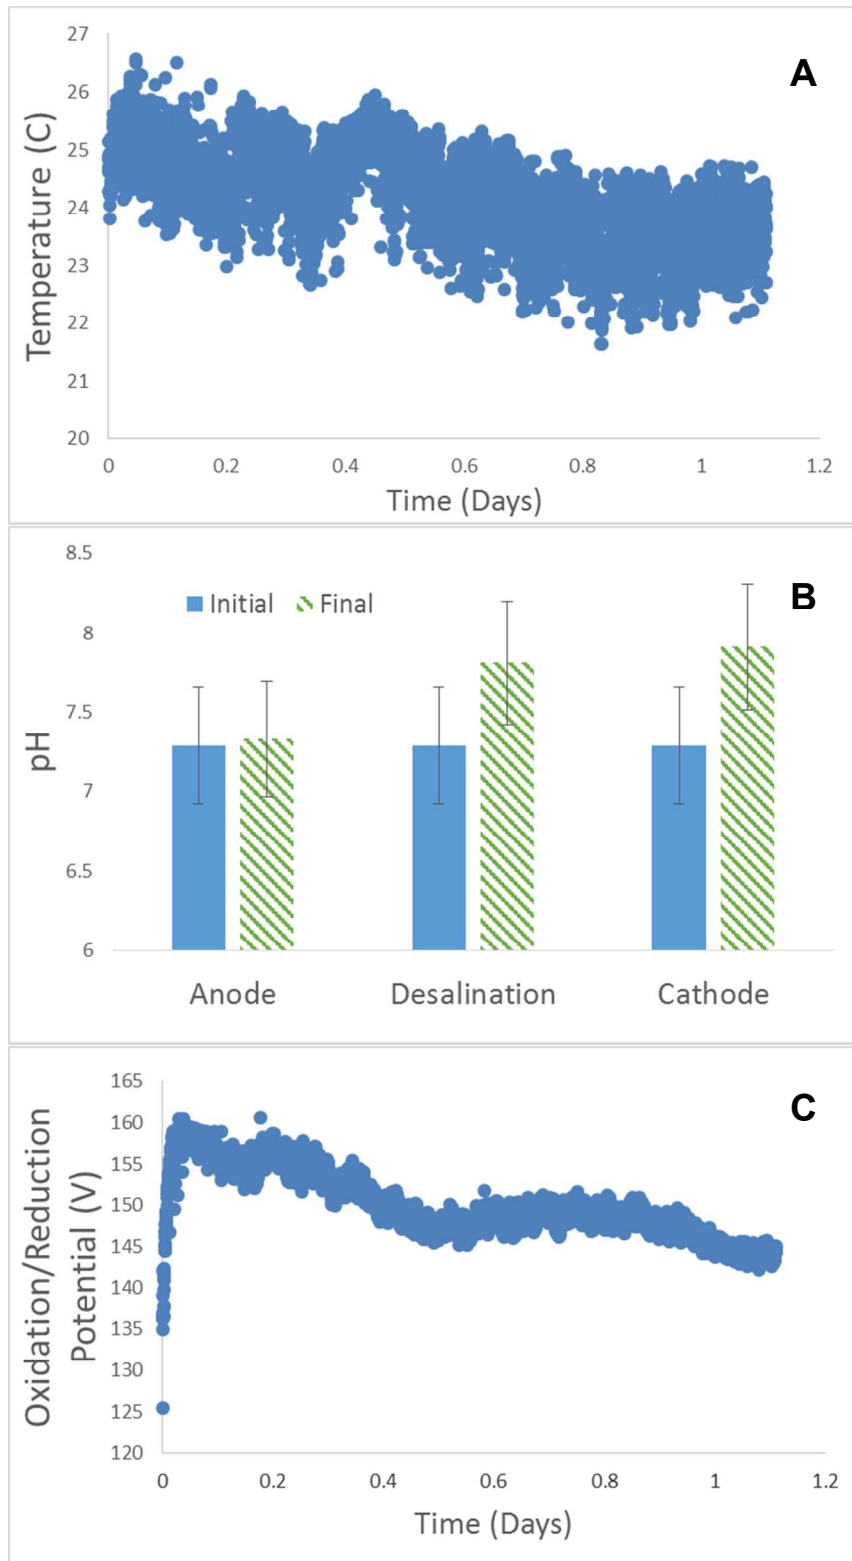 27
A
26
25
24
23
22
21
20
Temperature (C)
0 0.2 0.4 0.6 0.8 1 1.2
Time (Days)
8.5
B
Initial Final
8
7.5
7
6.5
6
pH
Anode Desalination Cathode
165
C
160
155
150
145
140
135
130
125
120
Oxidation/Reduction
Potential (V)
0 0.2 0.4 0.6 0.8 1 1.2
Time (Days)